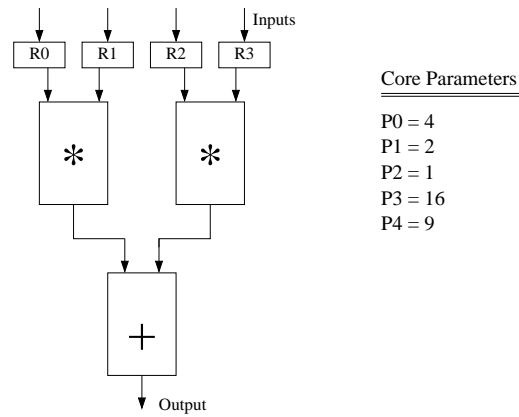 Inputs
R0 R1 R2 R3
* *
+
Output
Core Parameters
P0 = 4
P1 = 2
P2 = 1
P3 = 16
P4 = 9